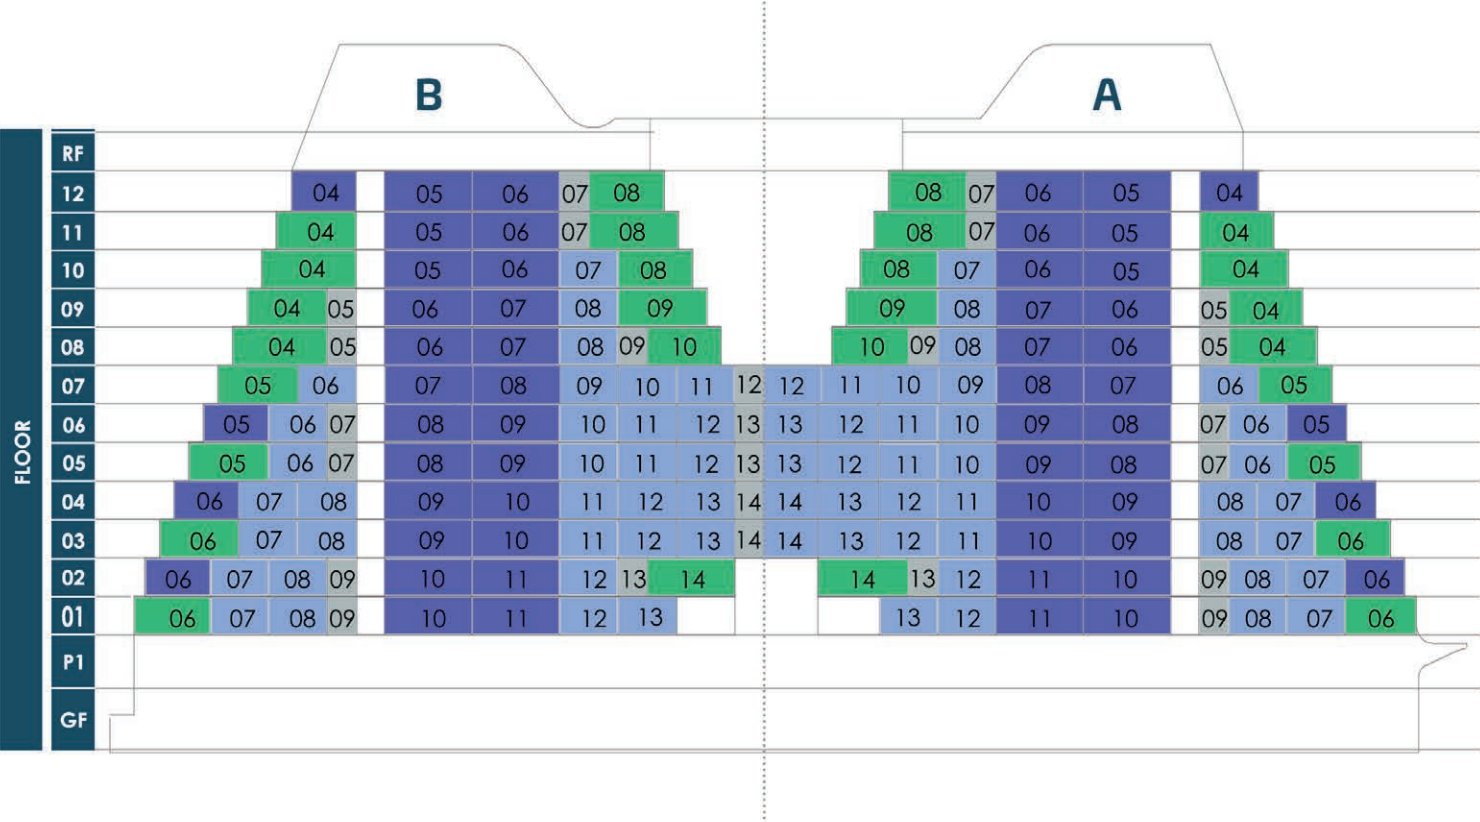 B A
FLOOR
RF
12 04 05 06 07 08 08 07 06 05 04
11 04 05 06 07 08 08 07 06 05 04
10 04 05 06 07 08 08 07 06 05 04
09 04 05 06 07 08 09 09 08 07 06 05 04
08 04 05 06 07 08 09 10 10 09 08 07 06 05 04
07 05 06 07 08 09 10 11 12 12 11 10 09 08 07 06 05
06 05 06 07 08 09 10 11 12 13 13 12 11 10 09 08 07 06 05
05 05 06 07 08 09 10 11 12 13 13 12 11 10 09 08 07 06 05
04 06 07 08 09 10 11 12 13 14 14 13 12 11 10 09 08 07 06
03 06 07 08 09 10 11 12 13 14 14 13 12 11 10 09 08 07 06
02 06 07 08 09 10 11 12 13 14 14 13 12 11 10 09 08 07 06
01 06 07 08 09 10 11 12 13 13 12 11 10 09 08 07 06
P1
GF